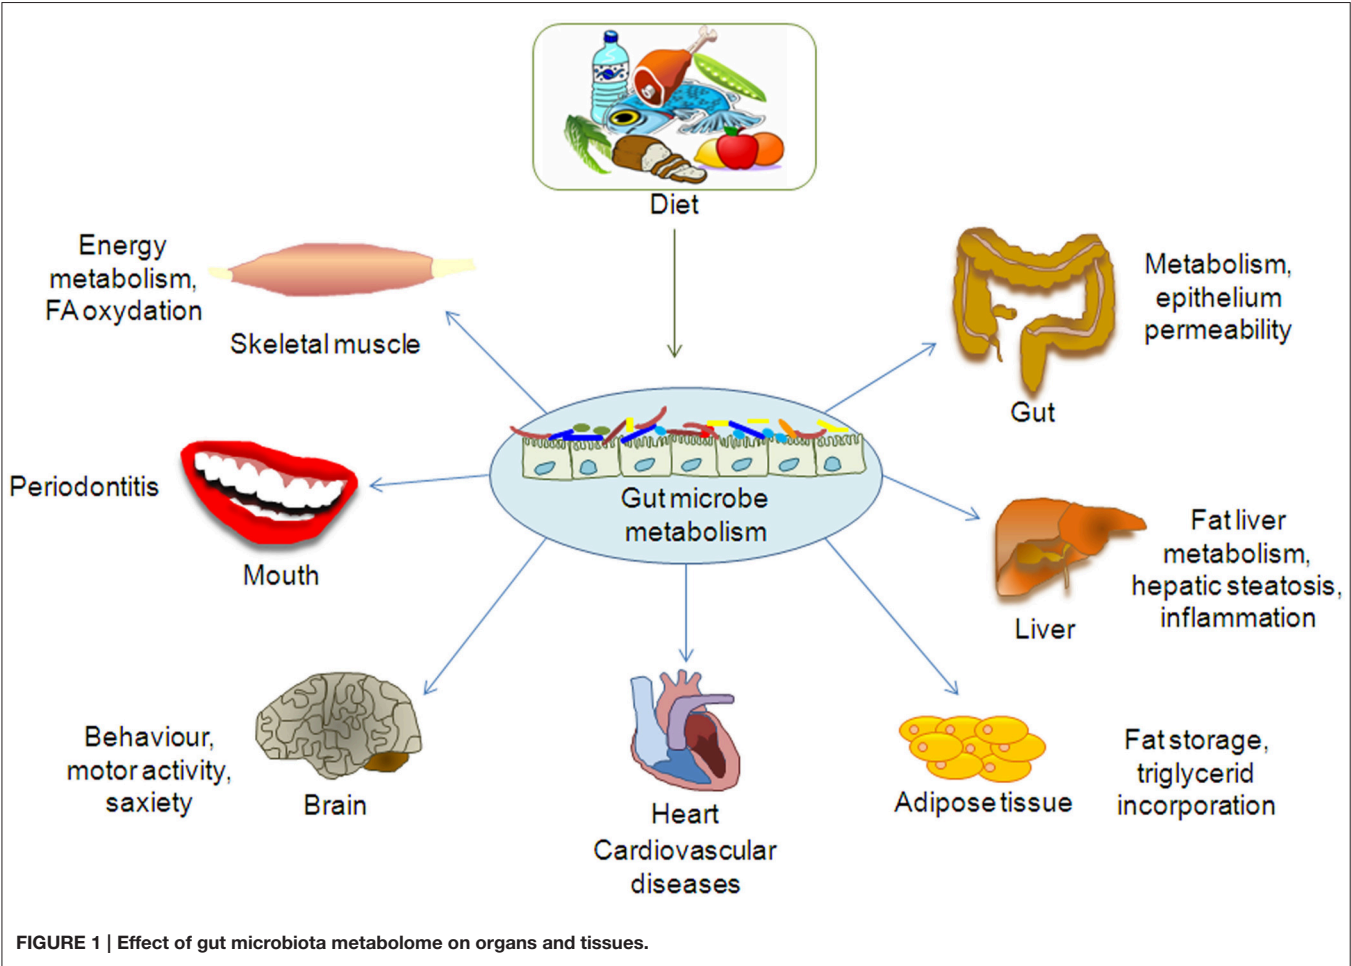 Diet
Energy
metabolism,
FA oxydation
Skeletal muscle
Metabolism,
epithelium
permeability
Gut
Gut microbe
metabolism
Periodontitis
Mouth
Fat liver
metabolism,
hepatic steatosis,
inflammation
Liver
Behaviour,
motor activity,
saxiety
Brain
Heart
Cardiovascular
diseases
Adipose tissue
Fat storage,
triglycerid
incorporation
FIGURE 1 | Effect of gut microbiota metabolome on organs and tissues.